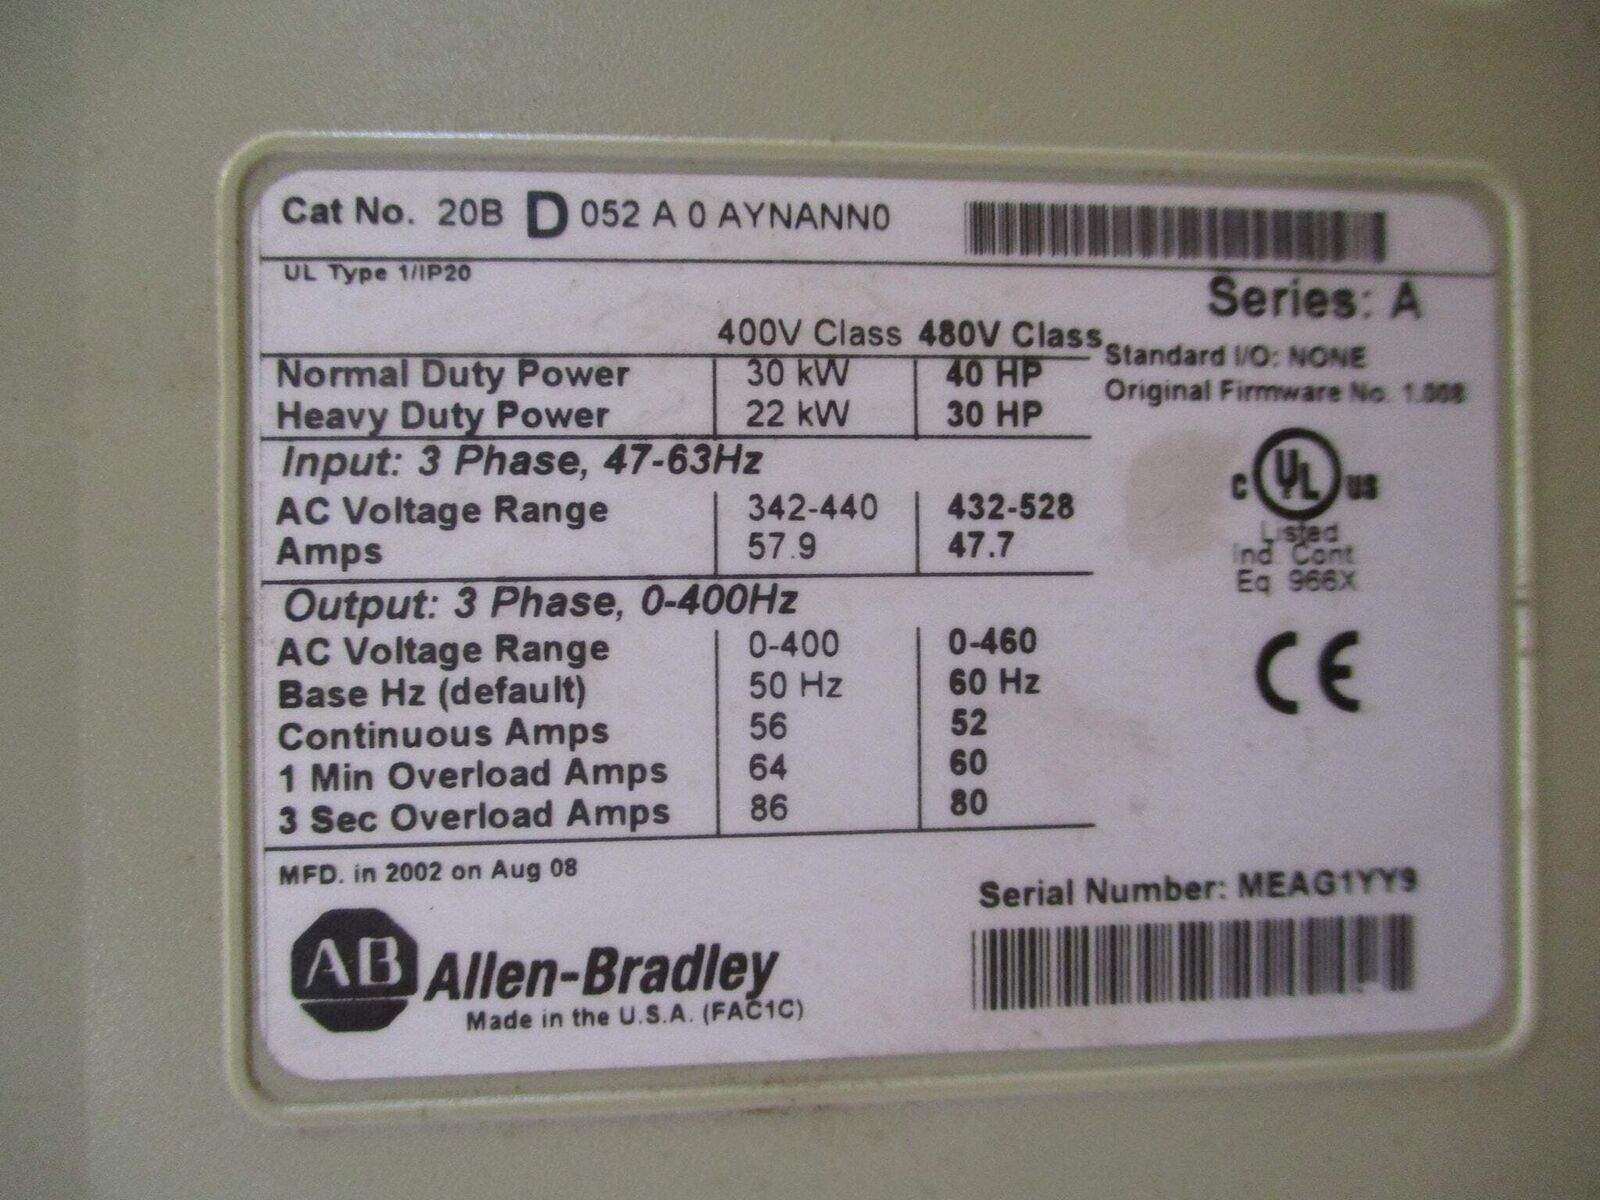 Cat No. 20B D 052 A 0 AYNANN0
UL Type 1/IP20
Series: A
400V Class 480V Class
Standard I/O: NONE
Original Firmware No. 1.008
Normal Duty Power 30 kW 40 HP
Heavy Duty Power 22 kW 30 HP
Input: 3 Phase, 47-63Hz
AC Voltage Range 342-440 432-528
Amps 57.9 47.7
C UL US
Listed
Ind. Cont
Eq 966X
Output: 3 Phase, 0-400Hz
AC Voltage Range 0-400 0-460
Base Hz (default) 50 Hz 60 Hz
Continuous Amps 56 52
1 Min Overload Amps 64 60
3 Sec Overload Amps 86 80
CE
MFD. in 2002 on Aug 08
Serial Number: MEAG1YY9
AB Allen-Bradley
Made in the U.S.A. (FAC1C)